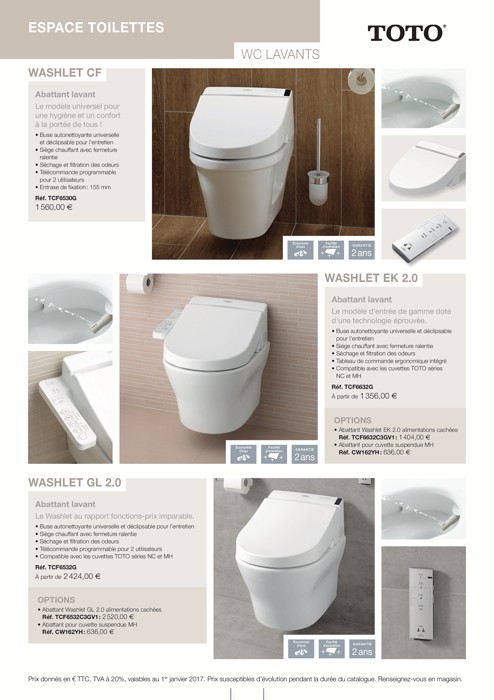 ESPACE TOILETTES
TOTO®
WC LAVANTS
WASHLET CF
Abattant lavant
Le modèle universel pour
une hygiène et un confort
à la portée de tous !
• Buse autonettoyante universelle
et déclipsable pour l'entretien
• Siège chauffant avec fermeture
ralentie
• Séchage et filtration des odeurs
• Télécommande programmable
pour 2 utilisateurs
• Entraxe de fixation : 155 mm
Réf. TCF6530G
1 560,00 €
GARANTIE
2 ans
WASHLET EK 2.0
Abattant lavant
Le modèle d'entrée de gamme doté
d'une technologie éprouvée.
• Buse autonettoyante universelle et déclipsable
pour l'entretien
• Siège chauffant avec fermeture ralentie
• Séchage et filtration des odeurs
• Tableau de commande ergonomique intégré
• Compatible avec les cuvettes TOTO séries
NC et MH
Réf. TCF6632G
À partir de 1 356,00 €
OPTIONS
• Abattant Washlet EK 2.0 alimentations cachées
Réf. TCF6632C3GV1 : 1 404,00 €
• Abattant pour cuvette suspendue MH
Réf. CW162YH : 636,00 €
GARANTIE
2 ans
WASHLET GL 2.0
Abattant lavant
Le Washlet au rapport fonctions-prix imparable.
• Buse autonettoyante universelle et déclipsable pour l'entretien
• Siège chauffant avec fermeture ralentie
• Séchage et filtration des odeurs
• Télécommande programmable pour 2 utilisateurs
• Compatible avec les cuvettes TOTO séries NC et MH
Réf. TCF6532G
À partir de 2 424,00 €
OPTIONS
• Abattant Washlet GL 2.0 alimentations cachées
Réf. TCF6532C3GV1 : 2 520,00 €
• Abattant pour cuvette suspendue MH
Réf. CW162YH : 636,00 €
GARANTIE
2 ans
Prix donnés en € TTC, TVA à 20%, valables au 1er janvier 2017. Prix susceptibles d'évolution pendant la durée du catalogue. Renseignez-vous en magasin.